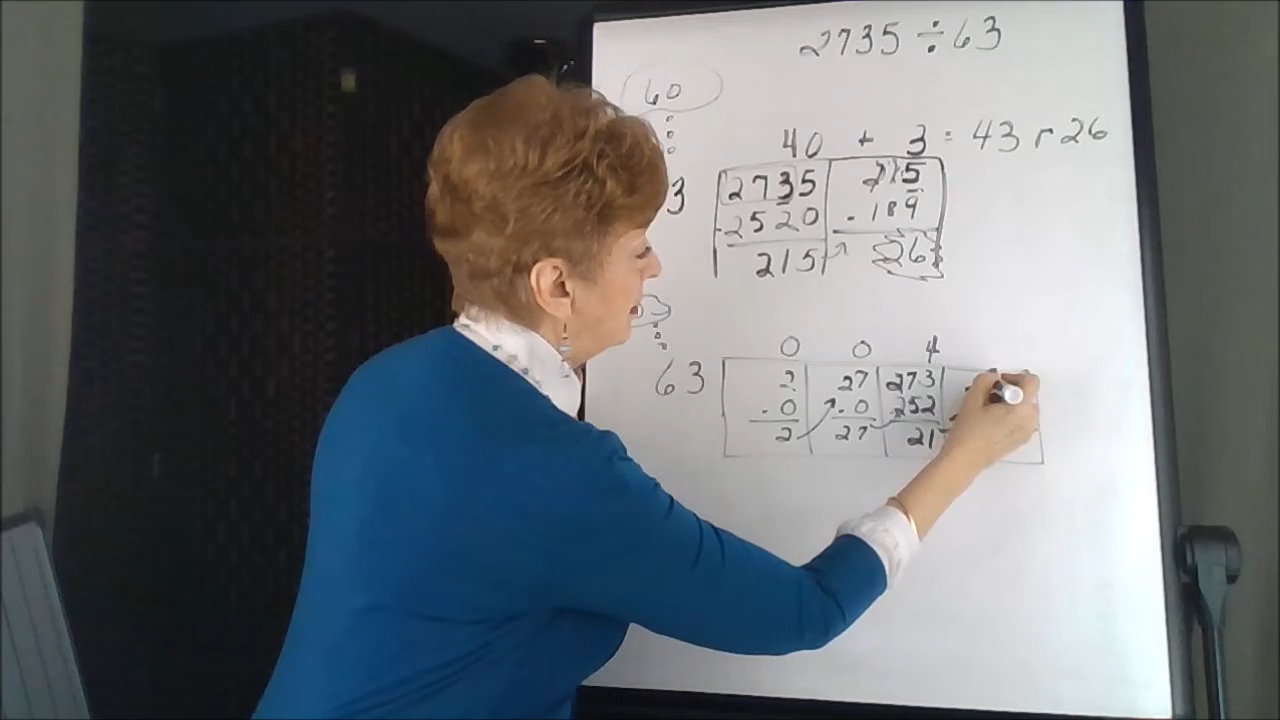 2735 ÷ 63
60
40 + 3 = 43 r 26
3 2735 215
-2520 - 189
215 26
0 0 4
63 2 27 273
- 0 - 0 - 252
2 27 21